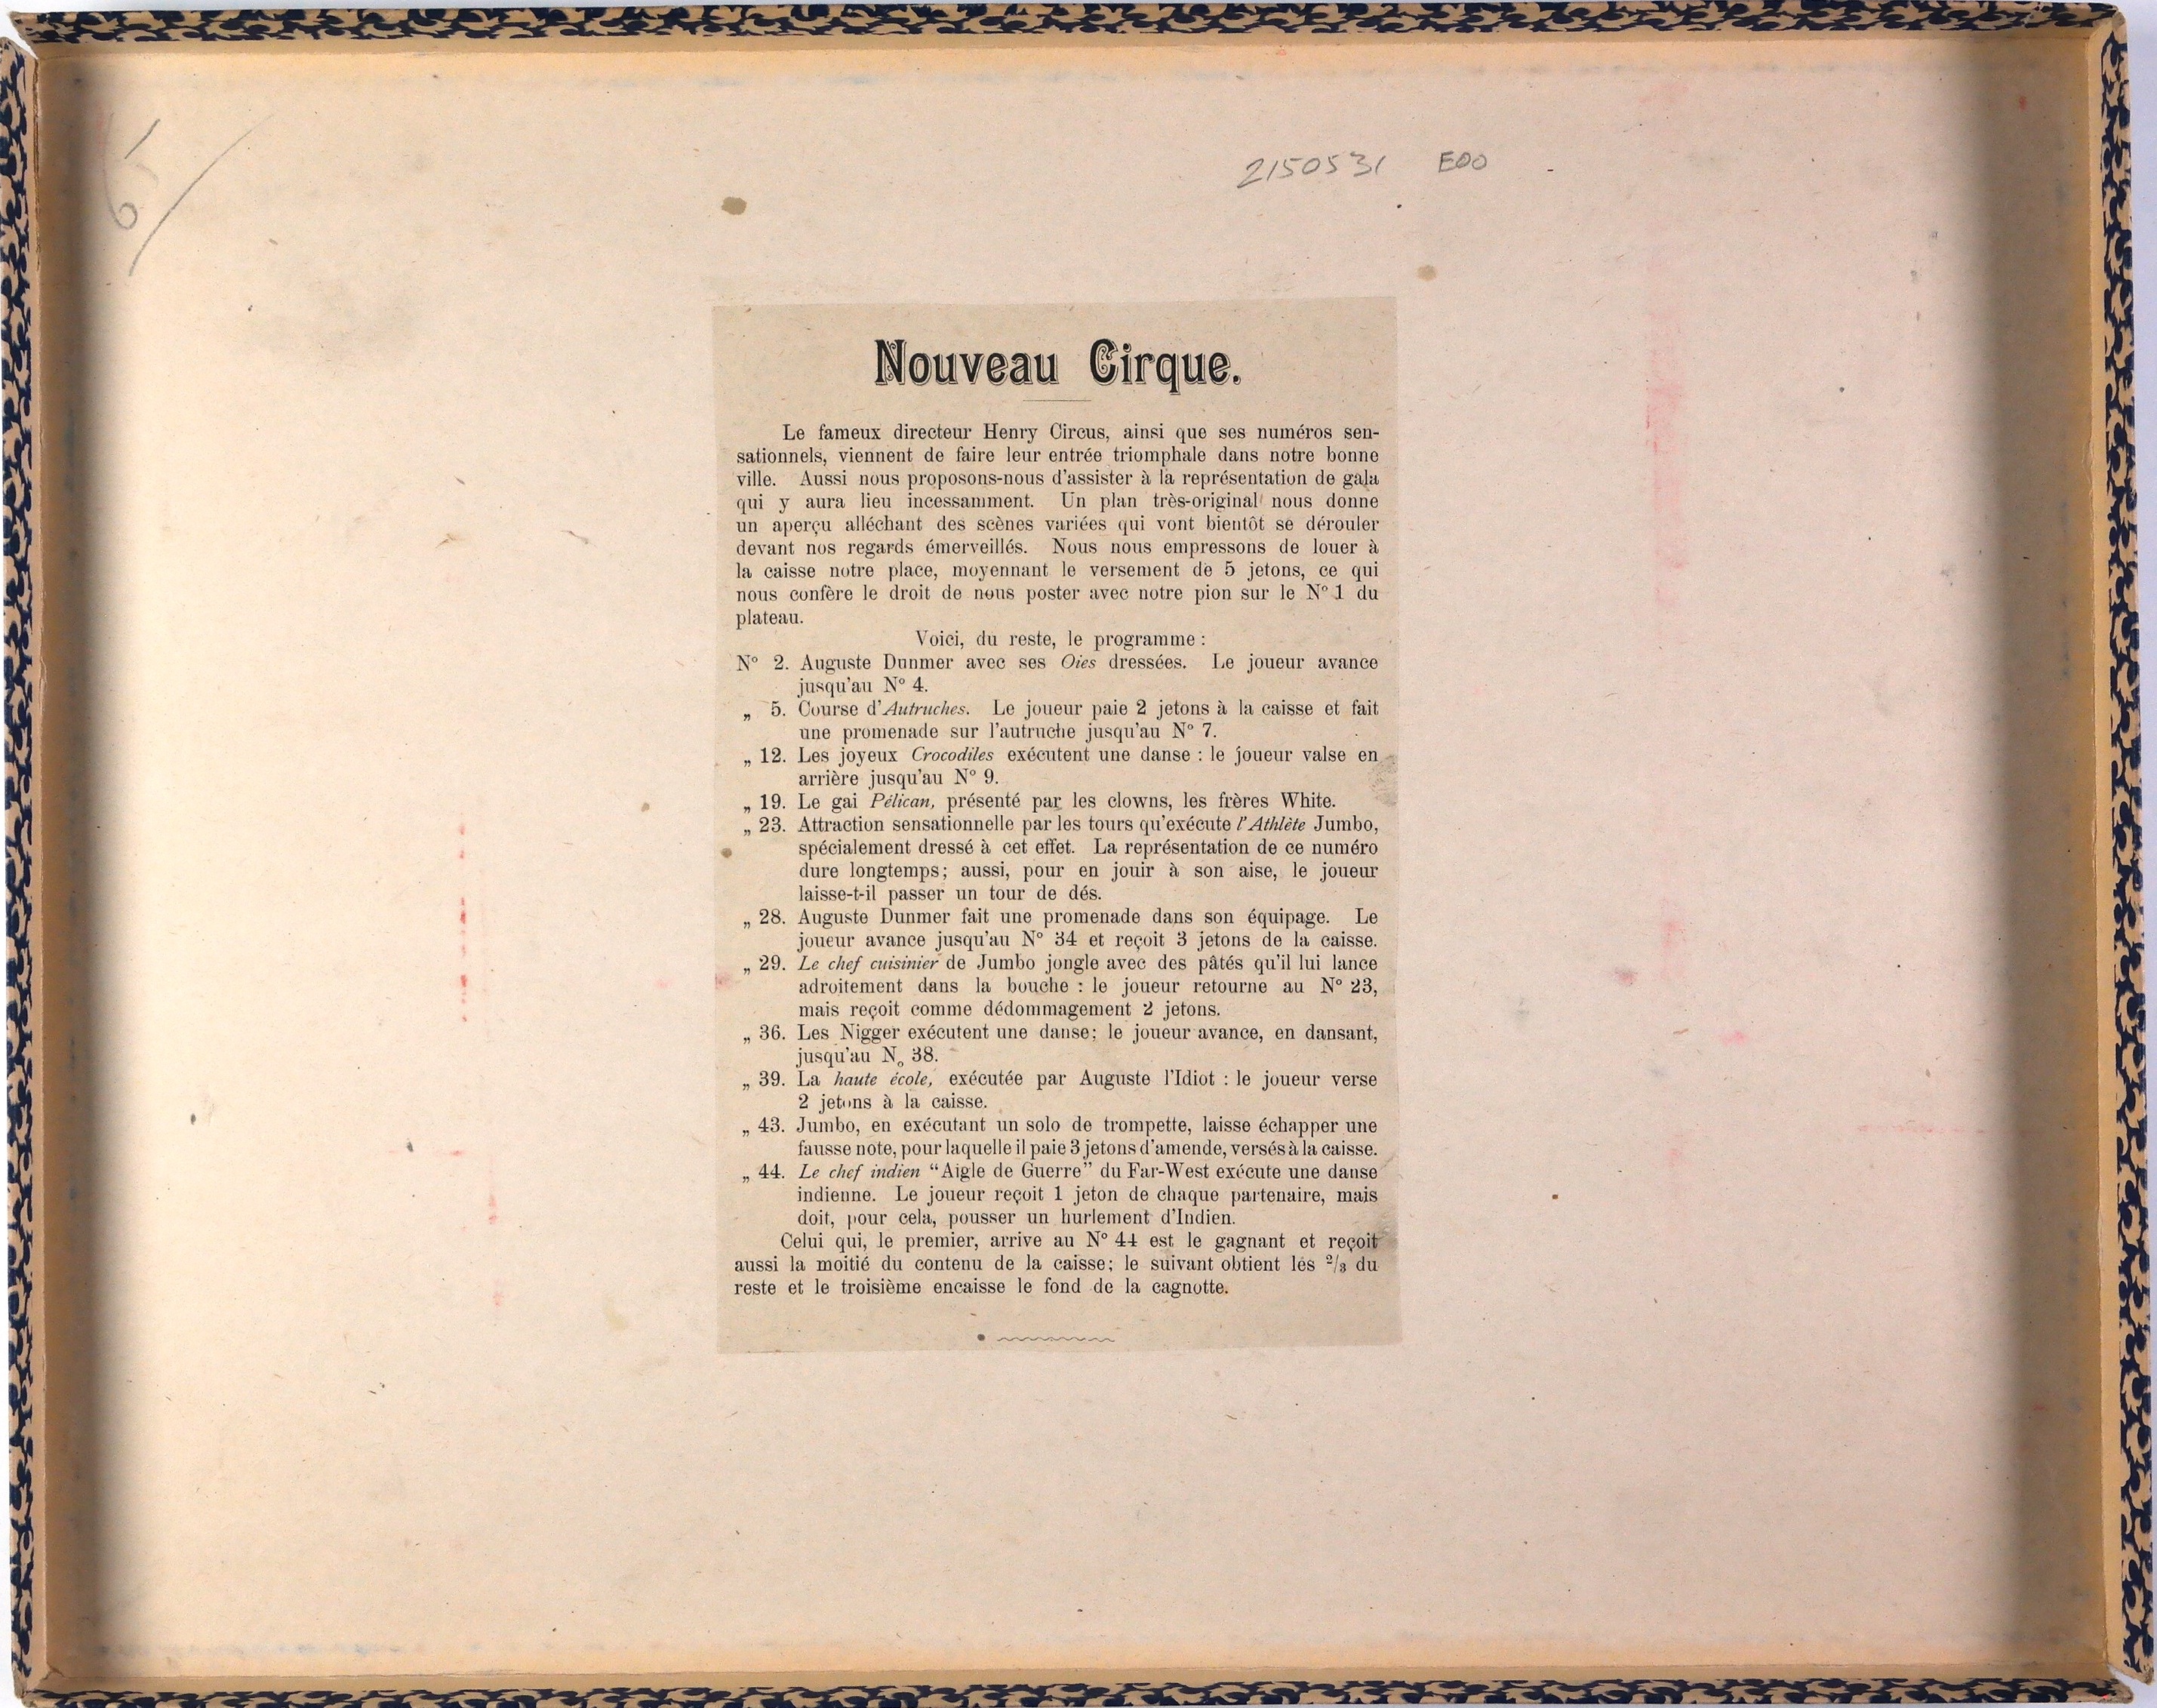 6
2150531 E00
Nouveau Cirque.
Le fameux directeur Henry Circus, ainsi que ses numéros sen-
sationnels, viennent de faire leur entrée triomphale dans notre bonne
ville. Aussi nous proposons-nous d'assister à la représentation de gala
qui y aura lieu incessamment. Un plan très-original nous donne
un aperçu alléchant des scènes variées qui vont bientôt se dérouler
devant nos regards émerveillés. Nous nous empressons de louer à
la caisse notre place, moyennant le versement de 5 jetons, ce qui
nous confère le droit de nous poster avec notre pion sur le N° 1 du
plateau.
Voici, du reste, le programme :
N° 2. Auguste Dunmer avec ses Oies dressées. Le joueur avance
jusqu'au N° 4.
„ 5. Course d'Autruches. Le joueur paie 2 jetons à la caisse et fait
une promenade sur l'autruche jusqu'au N° 7.
„ 12. Les joyeux Crocodiles exécutent une danse : le joueur valse en
arrière jusqu'au N° 9.
„ 19. Le gai Pélican, présenté par les clowns, les frères White.
„ 23. Attraction sensationnelle par les tours qu'exécute l'Athlète Jumbo,
spécialement dressé à cet effet. La représentation de ce numéro
dure longtemps; aussi, pour en jouir à son aise, le joueur
laisse-t-il passer un tour de dés.
„ 28. Auguste Dunmer fait une promenade dans son équipage. Le
joueur avance jusqu'au N° 34 et reçoit 3 jetons de la caisse.
„ 29. Le chef cuisinier de Jumbo jongle avec des pâtés qu'il lui lance
adroitement dans la bouche : le joueur retourne au N° 23,
mais reçoit comme dédommagement 2 jetons.
„ 36. Les Nigger exécutent une danse; le joueur avance, en dansant,
jusqu'au No 38.
„ 39. La haute école, exécutée par Auguste l'Idiot : le joueur verse
2 jetons à la caisse.
„ 43. Jumbo, en exécutant un solo de trompette, laisse échapper une
fausse note, pour laquelle il paie 3 jetons d'amende, versés à la caisse.
„ 44. Le chef indien “Aigle de Guerre” du Far-West exécute une danse
indienne. Le joueur reçoit 1 jeton de chaque partenaire, mais
doit, pour cela, pousser un hurlement d'Indien.
Celui qui, le premier, arrive au N° 44 est le gagnant et reçoit
aussi la moitié du contenu de la caisse; le suivant obtient les 2/3 du
reste et le troisième encaisse le fond de la cagnotte.